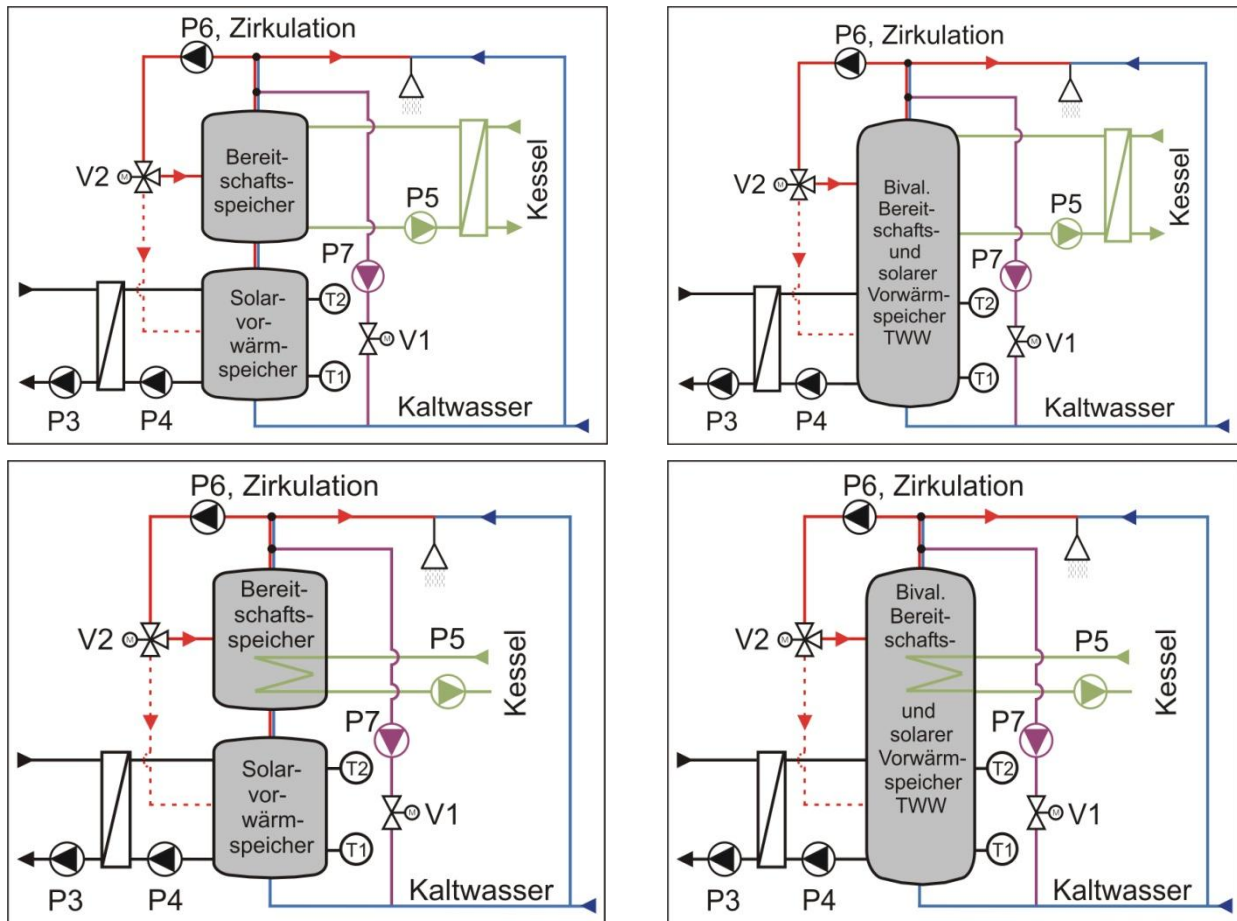 P6, Zirkulation
V2
M
Bereit-
schafts-
speicher
P5
Kessel
P7
Solar-
vor-
wärm-
speicher
T2
T1
M
V1
P3
P4
Kaltwasser
P6, Zirkulation
V2
M
Bival.
Bereit-
schafts-
und
solarer
Vorwärm-
speicher
TWW
P5
Kessel
P7
T2
T1
M
V1
P3
P4
Kaltwasser
P6, Zirkulation
V2
M
Bereit-
schafts-
speicher
P5
Kessel
P7
Solar-
vor-
wärm-
speicher
T2
T1
M
V1
P3
P4
Kaltwasser
P6, Zirkulation
V2
M
Bival.
Bereit-
schafts-
und
solarer
Vorwärm-
speicher
TWW
P5
Kessel
P7
T2
T1
M
V1
P3
P4
Kaltwasser